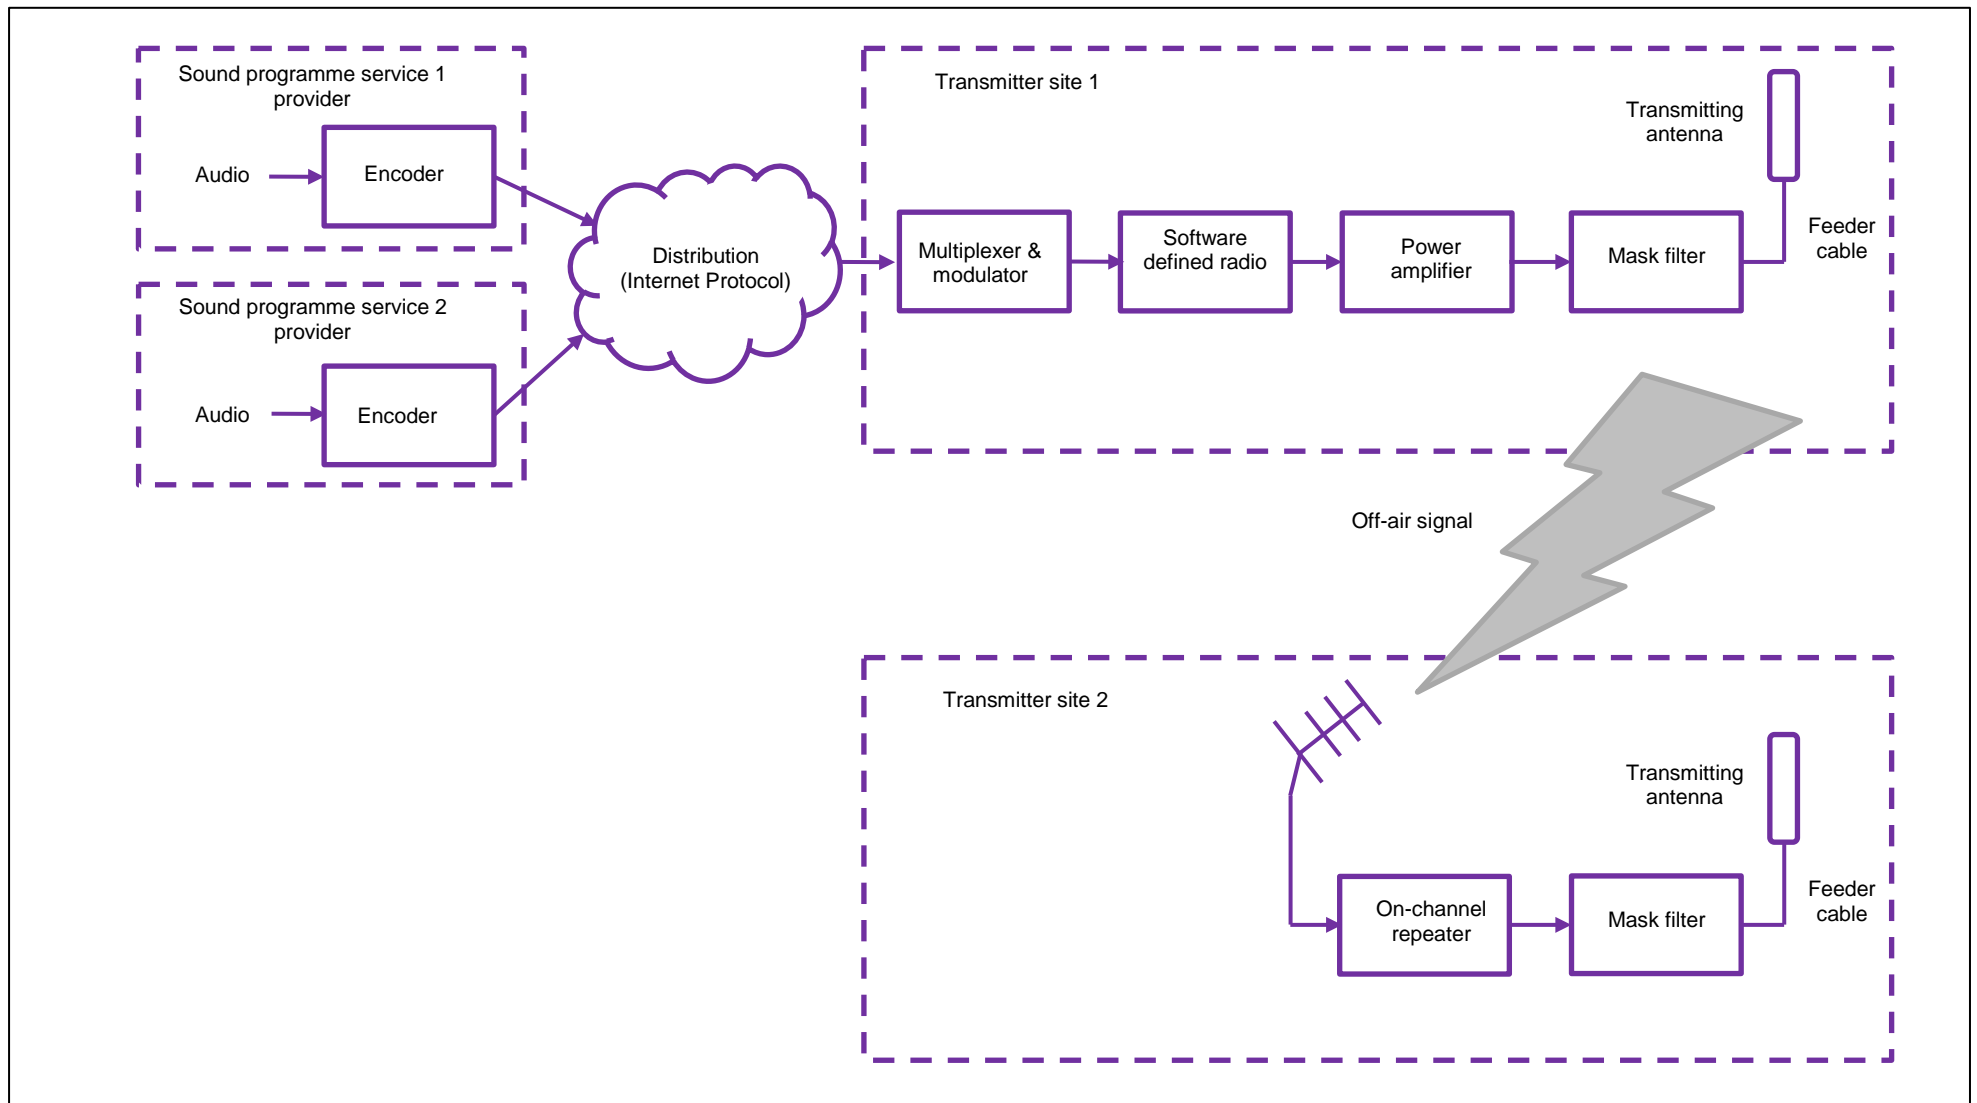 Sound programme service 1
provider
Audio
Encoder
Sound programme service 2
provider
Audio
Encoder
Distribution
(Internet Protocol)
Transmitter site 1
Multiplexer &
modulator
Software
defined radio
Power
amplifier
Mask filter
Transmitting
antenna
Feeder
cable
Off-air signal
Transmitter site 2
On-channel
repeater
Mask filter
Transmitting
antenna
Feeder
cable